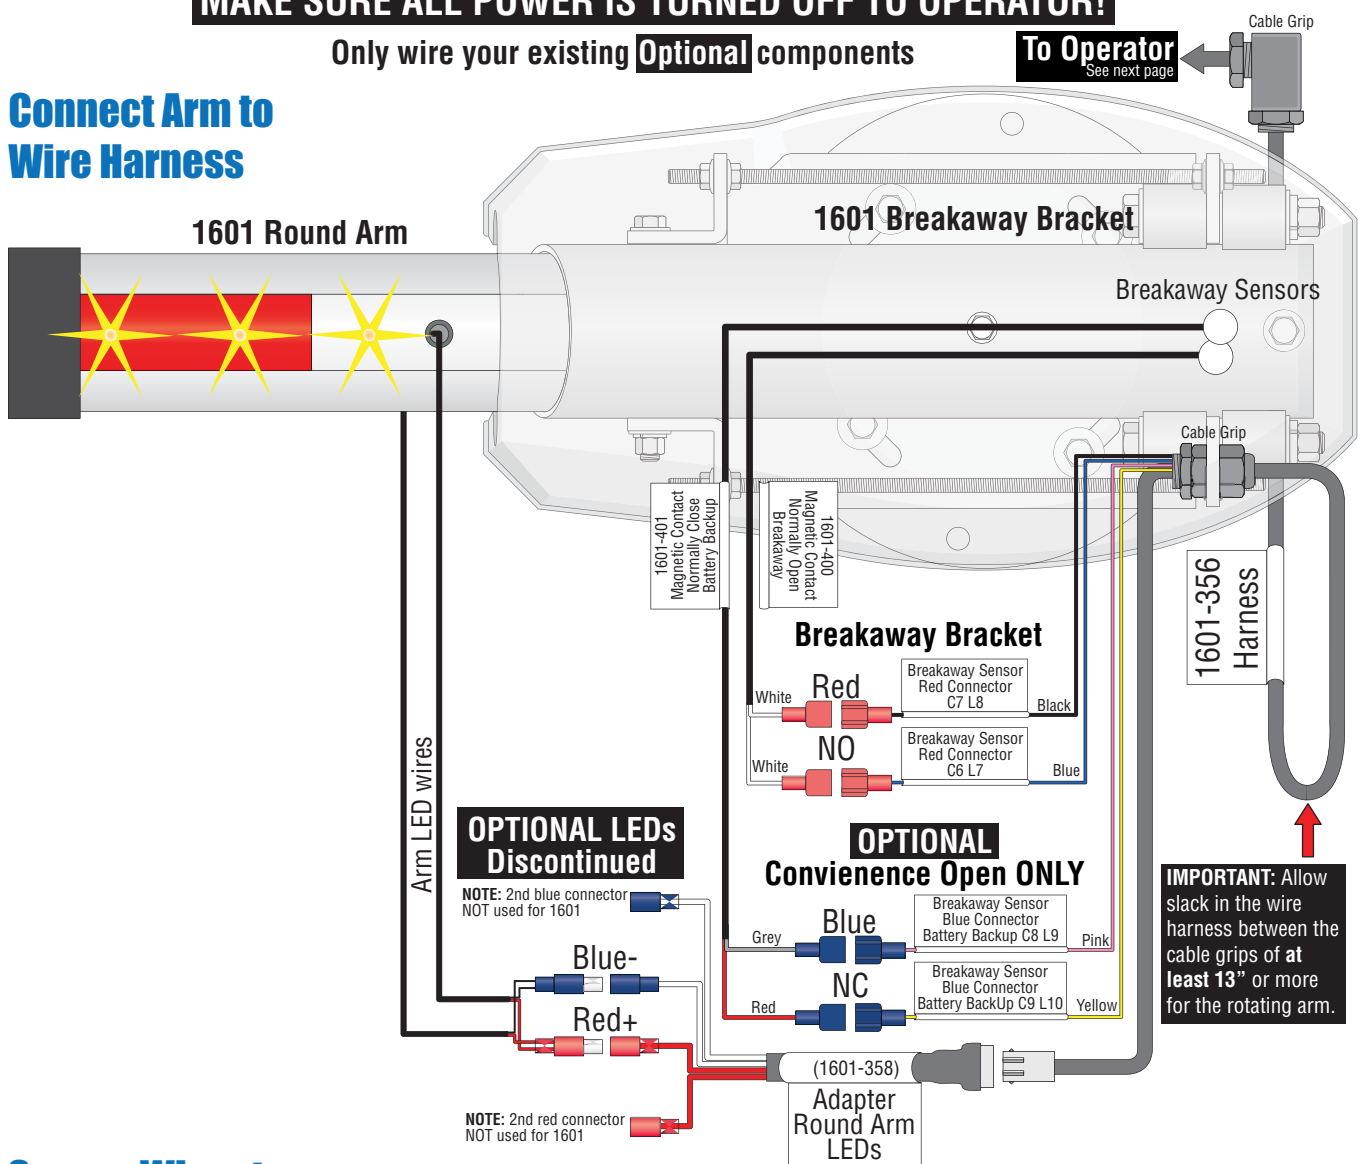 MAKE SURE ALL POWER IS TURNED OFF TO OPERATOR!
Only wire your existing Optional components
Cable Grip
To Operator
See next page
Connect Arm to
Wire Harness
1601 Round Arm
1601 Breakaway Bracket
Breakaway Sensors
Cable Grip
1601-401
Magnetic Contact
Normally Close
Battery Backup
1601-400
Magnetic Contact
Normally Open
Breakaway
1601-356
Harness
Breakaway Bracket
White
Red
Breakaway Sensor
Red Connector
C7 L8
Black
White
NO
Breakaway Sensor
Red Connector
C6 L7
Blue
Arm LED wires
OPTIONAL LEDs
Discontinued
NOTE: 2nd blue connector
NOT used for 1601
OPTIONAL
Convienence Open ONLY
Grey
Blue
Breakaway Sensor
Blue Connector
Battery Backup C8 L9
Pink
Red
NC
Breakaway Sensor
Blue Connector
Battery BackUp C9 L10
Yellow
IMPORTANT: Allow
slack in the wire
harness between the
cable grips of at
least 13” or more
for the rotating arm.
Blue-
Red+
(1601-358)
Adapter
Round Arm
LEDs
NOTE: 2nd red connector
NOT used for 1601